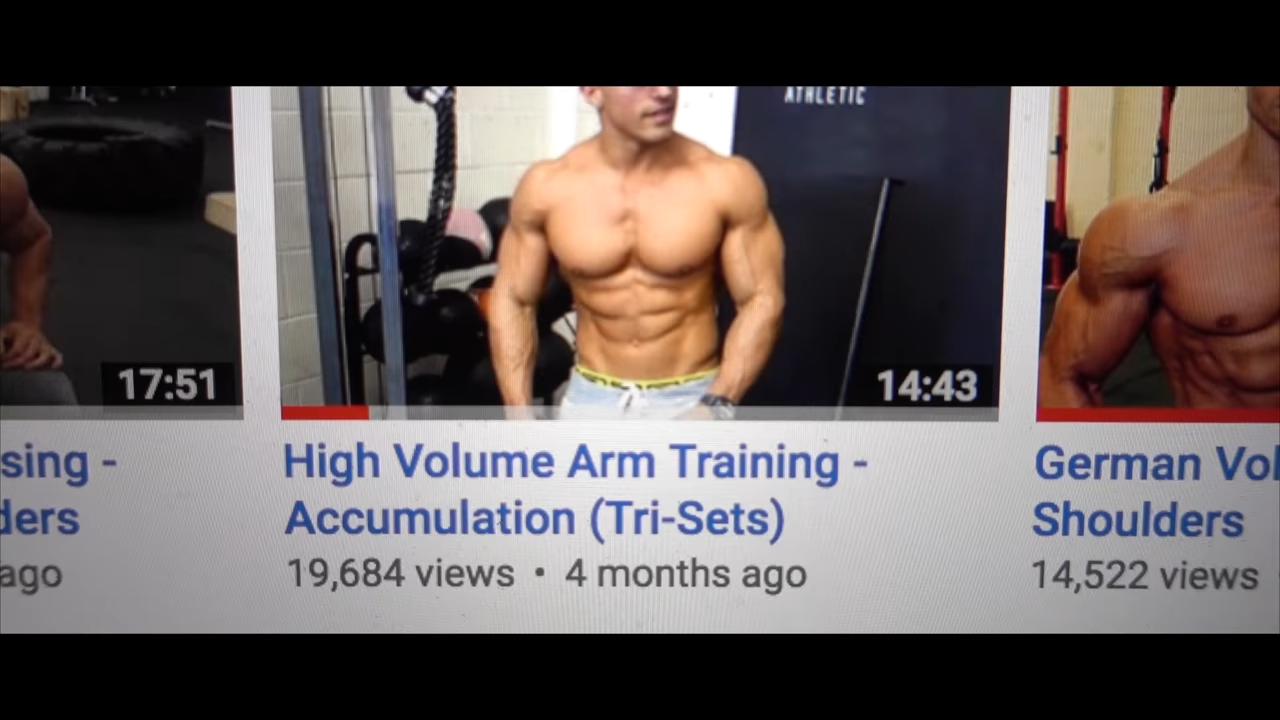 ATHLETIC
17:51
14:43
sing -
ders
ago
High Volume Arm Training -
Accumulation (Tri-Sets)
19,684 views • 4 months ago
German Vol
Shoulders
14,522 views